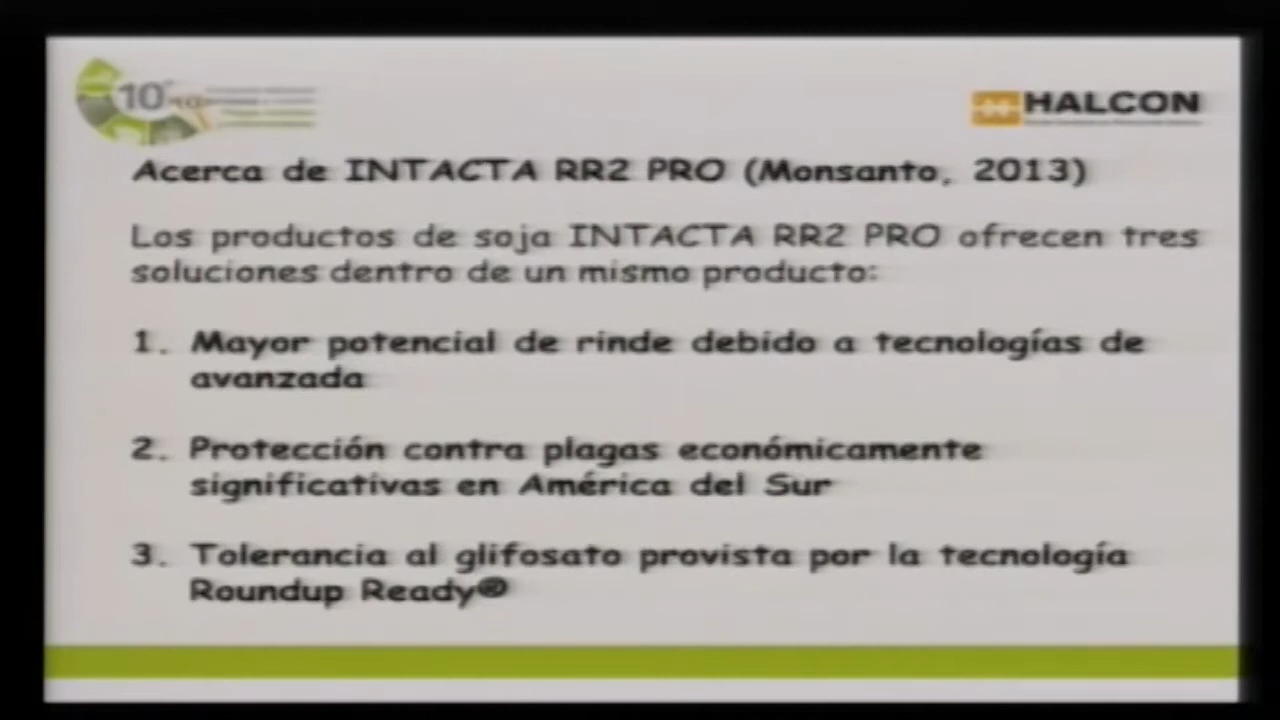 10
HALCON
Acerca de INTACTA RR2 PRO (Monsanto, 2013)
Los productos de soja INTACTA RR2 PRO ofrecen tres
soluciones dentro de un mismo producto:
1. Mayor potencial de rinde debido a tecnologías de
avanzada
2. Protección contra plagas económicamente
significativas en América del Sur
3. Tolerancia al glifosato provista por la tecnología
Roundup Ready®